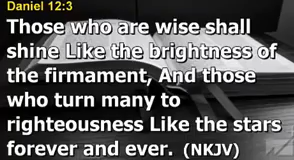 Daniel 12:3
Those who are wise shall
shine Like the brightness of
the firmament, And those
who turn many to
righteousness Like the stars
forever and ever. (NKJV)